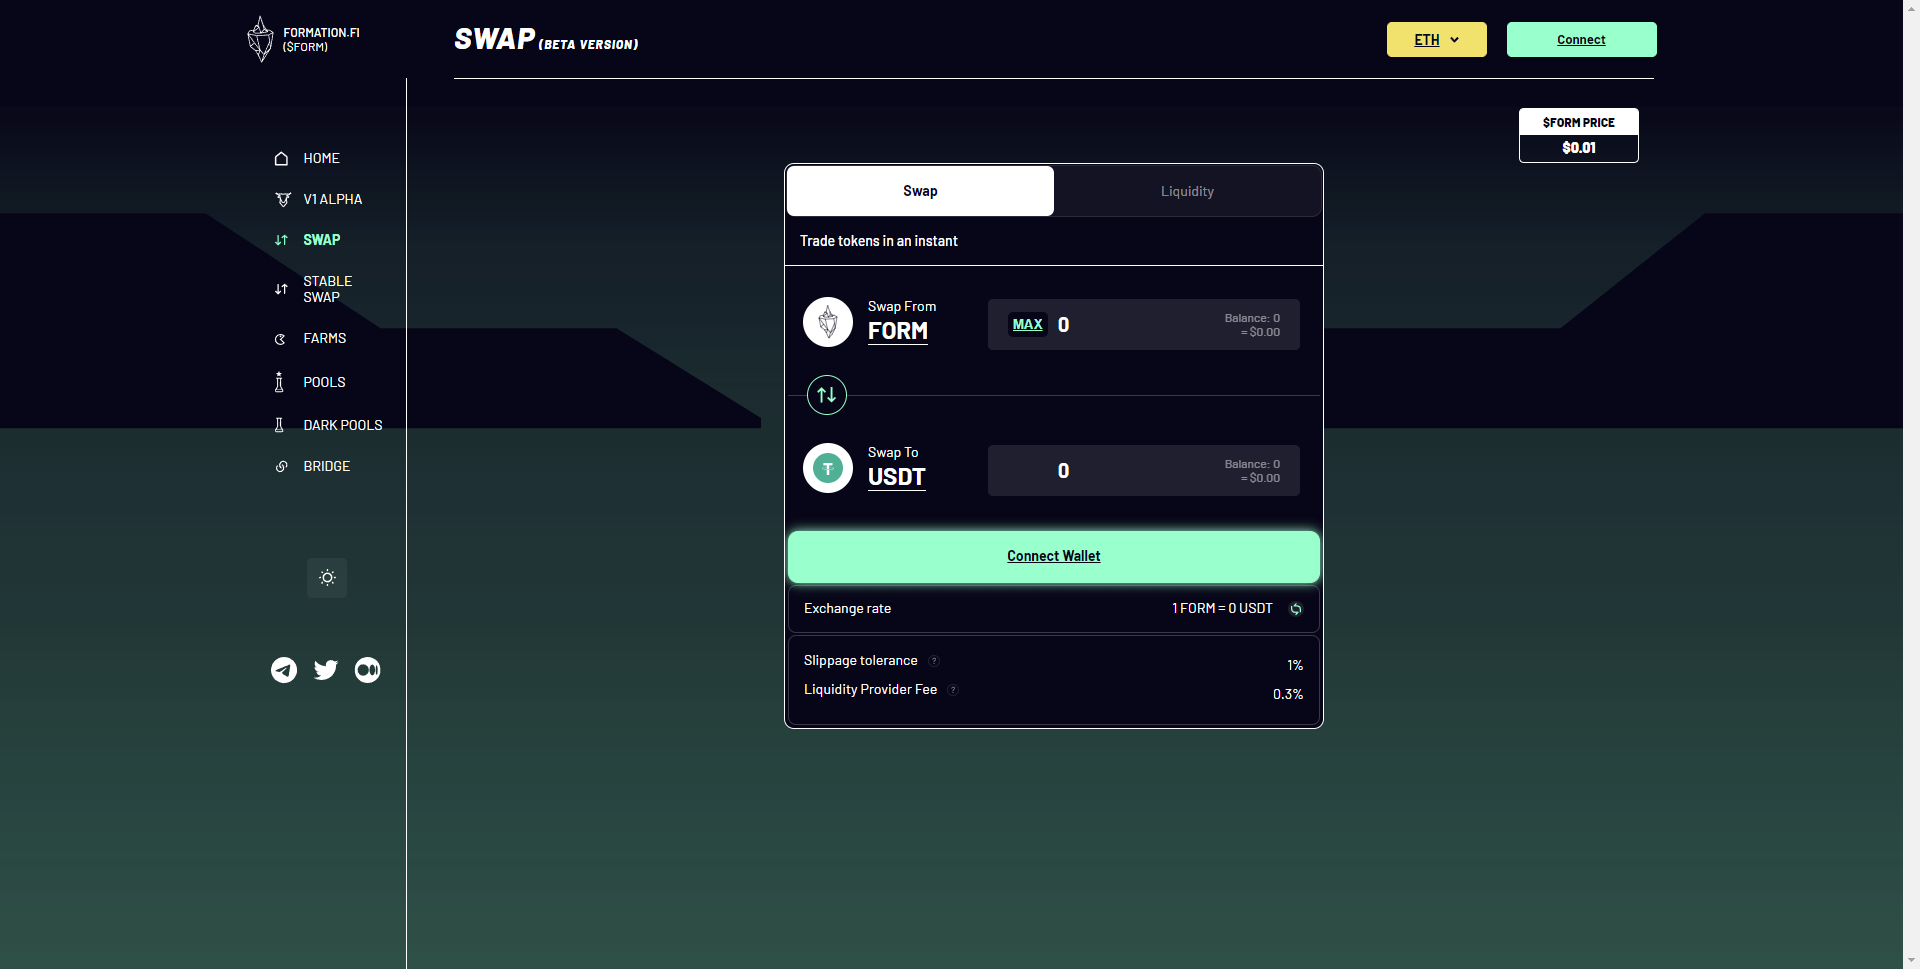 FORMATION.FI
($FORM)
SWAP (BETA VERSION)
ETH
Connect
HOME
V1 ALPHA
SWAP
STABLE
SWAP
FARMS
POOLS
DARK POOLS
BRIDGE
$FORM PRICE
$0.01
Swap
Liquidity
Trade tokens in an instant
Swap From
FORM
MAX
0
Balance: 0
= $0.00
Swap To
USDT
0
Balance: 0
= $0.00
Connect Wallet
Exchange rate
1 FORM = 0 USDT
Slippage tolerance ?
1%
Liquidity Provider Fee ?
0.3%